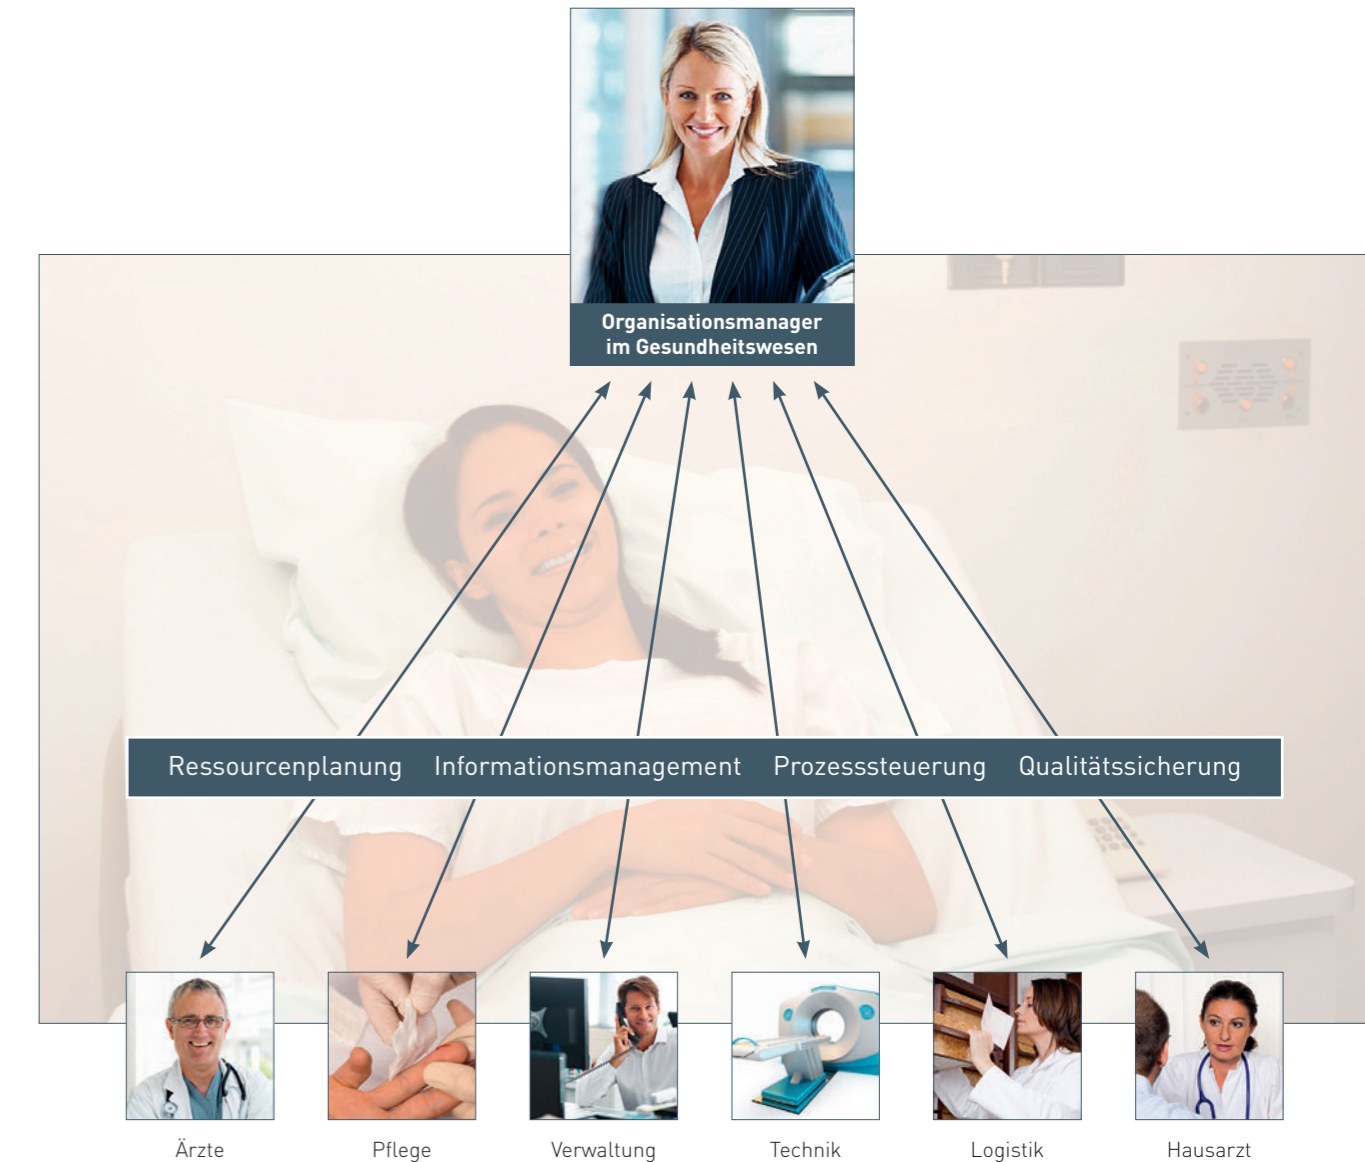 Organisationsmanager
im Gesundheitswesen
Ressourcenplanung Informationsmanagement Prozesssteuerung Qualitätssicherung
Ärzte Pflege Verwaltung Technik Logistik Hausarzt